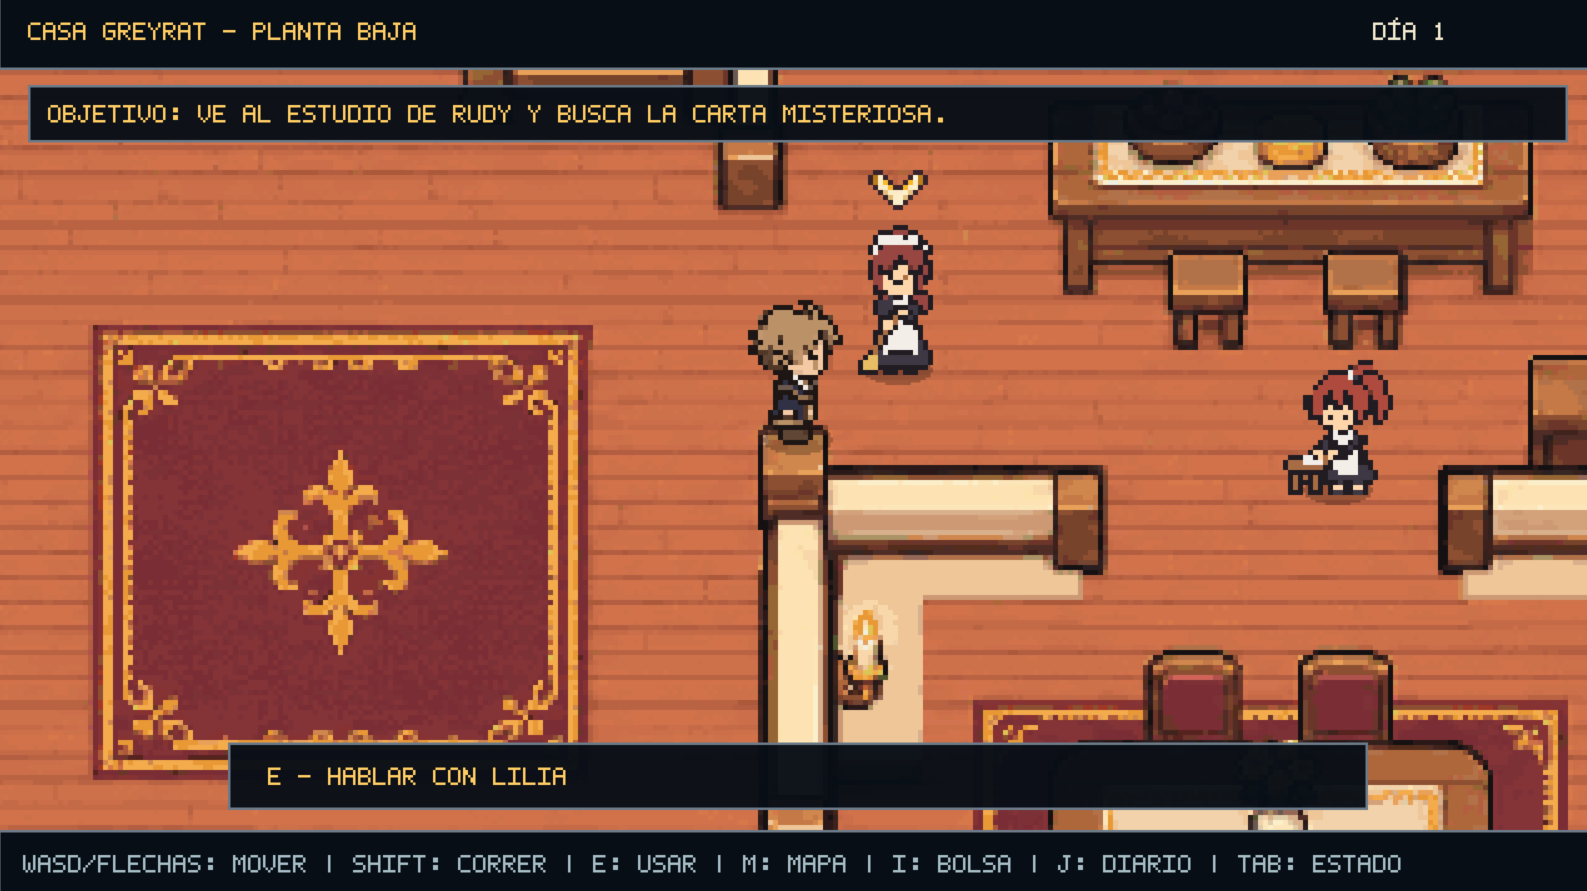 CASA GREYRAT - PLANTA BAJA
DÍA 1
OBJETIVO: VE AL ESTUDIO DE RUDY Y BUSCA LA CARTA MISTERIOSA.
E - HABLAR CON LILIA
WASD/FLECHAS: MOVER | SHIFT: CORRER | E: USAR | M: MAPA | I: BOLSA | J: DIARIO | TAB: ESTADO